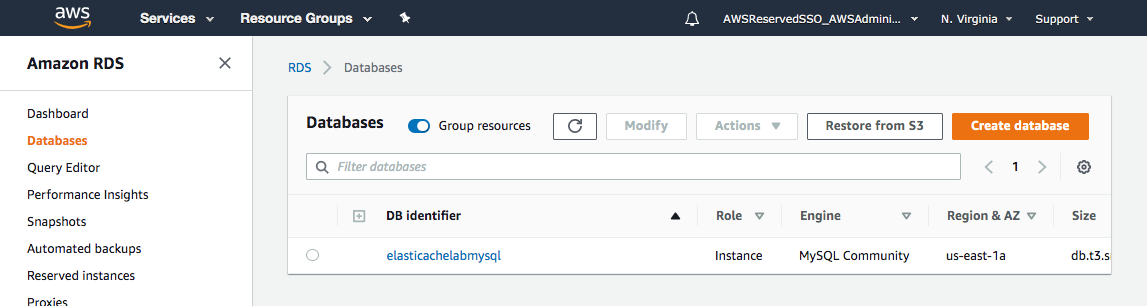 aws Services Resource Groups AWSReservedSSO_AWSAdmini... N. Virginia Support
Amazon RDS
Dashboard
Databases
Query Editor
Performance Insights
Snapshots
Automated backups
Reserved instances
Proxies
RDS > Databases
Databases Group resources Modify Actions Restore from S3 Create database
Filter databases 1
DB identifier Role Engine Region & AZ Size
elasticachelabmysql Instance MySQL Community us-east-1a db.t3.s